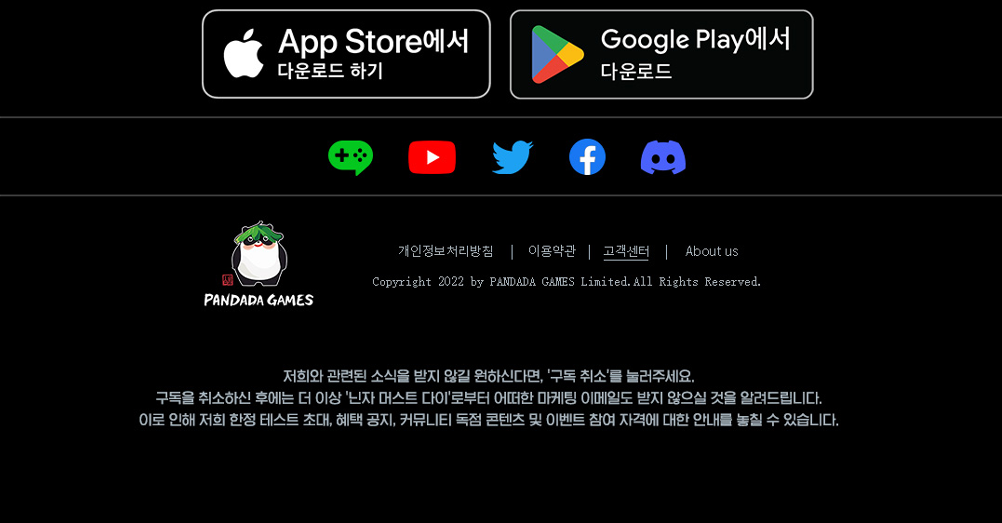 App Store에서
다운로드 하기
Google Play에서
다운로드
PANDADA GAMES
개인정보처리방침 | 이용약관 | 고객센터 | About us
Copyright 2022 by PANDADA GAMES Limited.All Rights Reserved.
저희와 관련된 소식을 받지 않길 원하신다면, '구독 취소'를 눌러주세요.
구독을 취소하신 후에는 더 이상 '닌자 머스트 다이'로부터 어떠한 마케팅 이메일도 받지 않으실 것을 알려드립니다.
이로 인해 저희 한정 테스트 초대, 혜택 공지, 커뮤니티 독점 콘텐츠 및 이벤트 참여 자격에 대한 안내를 놓칠 수 있습니다.